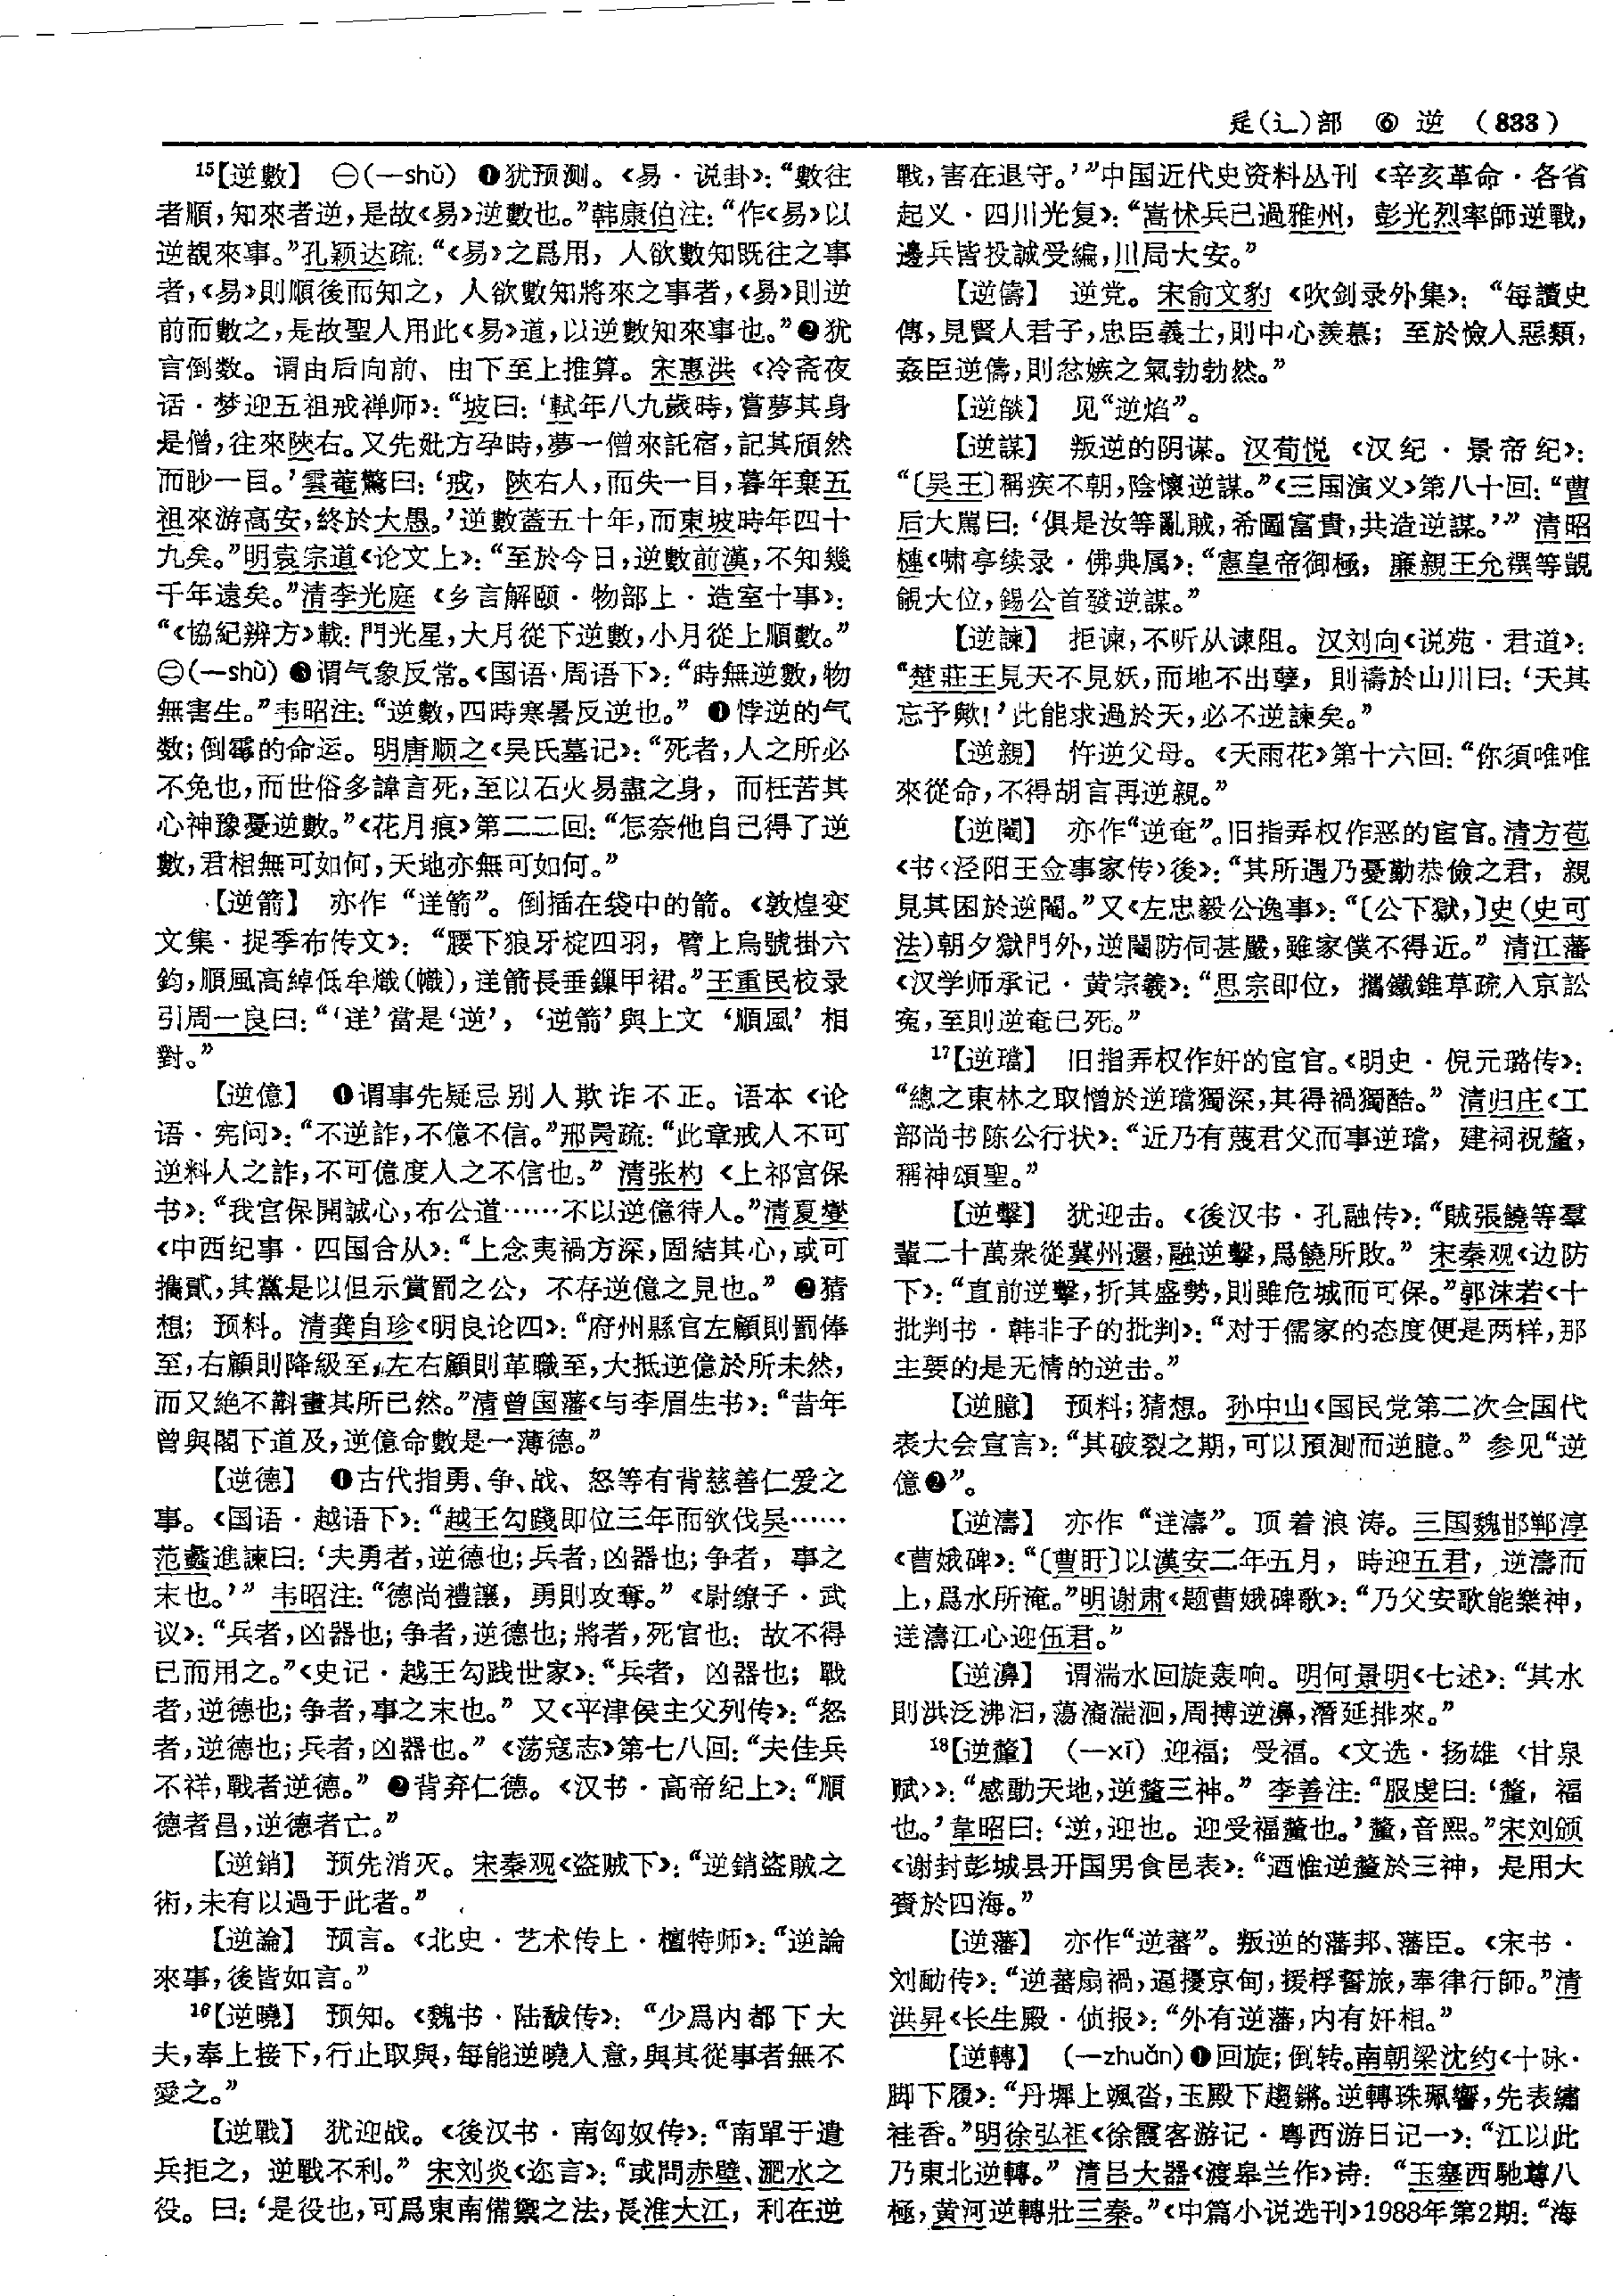 辵(辶)部 ⑥ 逆 (833)
15【逆數】 ㊀(—shǔ) ❶犹预测。《易·说卦》：“數往
者順，知來者逆，是故《易》逆數也。”韩康伯注：“作《易》以
逆覩來事。”孔颖达疏：“《易》之爲用，人欲數知既往之事
者，《易》則順後而知之，人欲數知將來之事者，《易》則逆
前而數之，是故聖人用此《易》道，以逆數知來事也。”❷犹
言倒数。谓由后向前、由下至上推算。宋惠洪《冷斋夜
话·梦迎五祖戒禅师》：“坡曰：‘軾年八九歲時，嘗夢其身
是僧，往來陝右。又先妣方孕時，夢一僧來託宿，記其頎然
而眇一目。’雲菴驚曰：‘戒，陝右人，而失一目，暮年棄五
祖來游高安，終於大愚。’逆數蓋五十年，而東坡時年四十
九矣。”明袁宗道《论文上》：“至於今日，逆數前漢，不知幾
千年遠矣。”清李光庭《乡言解颐·物部上·造室十事》：
“《協紀辨方》載：門光星，大月從下逆數，小月從上順數。”
㊁(—shù) ❸谓气象反常。《国语·周语下》：“時無逆數，物
無害生。”韦昭注：“逆數，四時寒暑反逆也。” ❶悖逆的气
数；倒霉的命运。明唐顺之《吴氏墓记》：“死者，人之所必
不免也，而世俗多諱言死，至以石火易盡之身，而枉苦其
心神豫憂逆數。”《花月痕》第二二回：“怎奈他自己得了逆
數，君相無可如何，天地亦無可如何。”
【逆箭】 亦作“逆箭”。倒插在袋中的箭。《敦煌变
文集·捉季布传文》：“腰下狼牙椗四羽，臂上烏號掛六
鈞，順風高綽低牟熾（幟），逆箭長垂鏁甲裙。”王重民校录
引周一良曰：“‘送’當是‘逆’，‘逆箭’與上文‘順風’相
對。”
【逆億】 ❶谓事先疑忌别人欺诈不正。语本《论
语·宪问》：“不逆詐，不億不信。”邢昺疏：“此章戒人不可
逆料人之詐，不可億度人之不信也。”清张杓《上祁宫保
书》：“我宫保開誠心，布公道……不以逆億待人。”清夏燮
《中西纪事·四国合从》：“上念夷禍方深，固結其心，或可
攜貳，其黨是以但示賞罰之公，不存逆億之見也。” ❷猜
想；预料。清龚自珍《明良论四》：“府州縣官左顧則罰俸
至，右顧則降級至，左右顧則革職至，大抵逆億於所未然，
而又絶不斠畫其所已然。”清曾国藩《与李眉生书》：“昔年
曾與閣下道及，逆億命數是一薄德。”
【逆德】 ❶古代指勇、争、战、怒等有背慈善仁爱之
事。《国语·越语下》：“越王勾踐即位三年而欲伐吴……
范蠡進諫曰：‘夫勇者，逆德也；兵者，凶器也；争者，事之
末也。’” 韦昭注：“德尚禮讓，勇則攻奪。”《尉缭子·武
议》：“兵者，凶器也；争者，逆德也；將者，死官也：故不得
已而用之。”《史记·越王勾践世家》：“兵者，凶器也；戰
者，逆德也；争者，事之末也。” 又《平津侯主父列传》：“怒
者，逆德也；兵者，凶器也。”《荡寇志》第七八回：“夫佳兵
不祥，戰者逆德。” ❷背弃仁德。《汉书·高帝纪上》：“順
德者昌，逆德者亡。”
【逆銷】 预先消灭。宋秦观《盗贼下》：“逆銷盜賊之
術，未有以過于此者。”
【逆論】 预言。《北史·艺术传上·檀特师》：“逆論
來事，後皆如言。”
16【逆曉】 预知。《魏书·陆馛传》：“少爲内都下大
夫，奉上接下，行止取與，每能逆曉人意，與其從事者無不
愛之。”
【逆戰】 犹迎战。《後汉书·南匈奴传》：“南單于遣
兵拒之，逆戰不利。” 宋刘炎《迩言》：“或問赤壁、淝水之
役。曰：‘是役也，可爲東南備禦之法，長淮大江，利在逆
戰，害在退守。’”中国近代史资料丛刊《辛亥革命·各省
起义·四川光复》：“嵩怵兵已過雅州，彭光烈率師逆戰，
邊兵皆投誠受編，川局大安。”
【逆儔】 逆党。宋俞文豹《吹剑录外集》：“每讀史
傳，見賢人君子，忠臣義士，則中心羨慕；至於憸人惡類，
姦臣逆儔，則忿嫉之氣勃勃然。”
【逆燄】 见“逆焰”。
【逆謀】 叛逆的阴谋。汉荀悦《汉纪·景帝纪》：
“〔吴王〕稱疾不朝，陰懷逆謀。”《三国演义》第八十回：“曹
后大罵曰：‘俱是汝等亂賊，希圖富貴，共造逆謀。’” 清昭
槤《啸亭续录·佛典属》：“憲皇帝御極，廉親王允禩等覬
覦大位，錫公首發逆謀。”
【逆諫】 拒谏，不听从谏阻。汉刘向《说苑·君道》：
“楚莊王見天不見妖，而地不出孽，則禱於山川曰：‘天其
忘予歟！’此能求過於天，必不逆諫矣。”
【逆親】 忤逆父母。《天雨花》第十六回：“你須唯唯
來從命，不得胡言再逆親。”
【逆閹】 亦作“逆奄”。旧指弄权作恶的宦官。清方苞
《书〈泾阳王佥事家传〉後》：“其所遇乃憂勤恭儉之君，親
見其困於逆閹。”又《左忠毅公逸事》：“〔公下獄，〕史（史可
法）朝夕獄門外，逆閹防伺甚嚴，雖家僕不得近。” 清江藩
《汉学师承记·黄宗羲》：“思宗即位，攜鐵錐草疏入京訟
寃，至則逆奄已死。”
17【逆璫】 旧指弄权作奸的宦官。《明史·倪元璐传》：
“總之東林之取憎於逆璫獨深，其得禍獨酷。” 清归庄《工
部尚书陈公行状》：“近乃有蔑君父而事逆璫，建祠祝釐，
稱神頌聖。”
【逆擊】 犹迎击。《後汉书·孔融传》：“賊張饒等羣
輩二十萬衆從冀州還，融逆擊，爲饒所敗。” 宋秦观《边防
下》：“直前逆擊，折其盛勢，則雖危城而可保。”郭沫若《十
批判书·韩非子的批判》：“对于儒家的态度便是两样，那
主要的是无情的逆击。”
【逆臆】 预料；猜想。孙中山《国民党第二次全国代
表大会宣言》：“其破裂之期，可以預測而逆臆。” 参见“逆
億❷”。
【逆濤】 亦作“逆濤”。顶着浪涛。三国魏邯郸淳
《曹娥碑》：“〔曹盱〕以漢安二年五月，時迎五君，逆濤而
上，爲水所淹。”明谢肃《题曹娥碑歌》：“乃父安歌能樂神，
逆濤江心迎伍君。”
【逆濞】 谓湍水回旋轰响。明何景明《七述》：“其水
則洪泛沸汩，蕩潏湍洄，周搏逆濞，潛延排來。”
18【逆釐】 (—xī) 迎福；受福。《文选·扬雄〈甘泉
赋〉》：“感動天地，逆釐三神。” 李善注：“服虔曰：‘釐，福
也。’韋昭曰：‘逆，迎也。迎受福釐也。’釐，音熙。”宋刘颁
《谢封彭城县开国男食邑表》：“迺惟逆釐於三神，是用大
賚於四海。”
【逆藩】 亦作“逆蕃”。叛逆的藩邦、藩臣。《宋书·
刘勔传》：“逆蕃扇禍，逼擾京甸，援桴誓旅，奉律行師。”清
洪昇《长生殿·侦报》：“外有逆藩，内有奸相。”
【逆轉】 (—zhuǎn)❶回旋；倒转。南朝梁沈约《十咏·
脚下履》：“丹墀上颯沓，玉殿下趨鏘。逆轉珠珮響，先表繡
袿香。”明徐弘祖《徐霞客游记·粤西游日记一》：“江以此
乃東北逆轉。” 清吕大器《渡皋兰作》诗：“玉塞西馳尊八
極，黄河逆轉壯三秦。”《中篇小说选刊》1988年第2期：“海